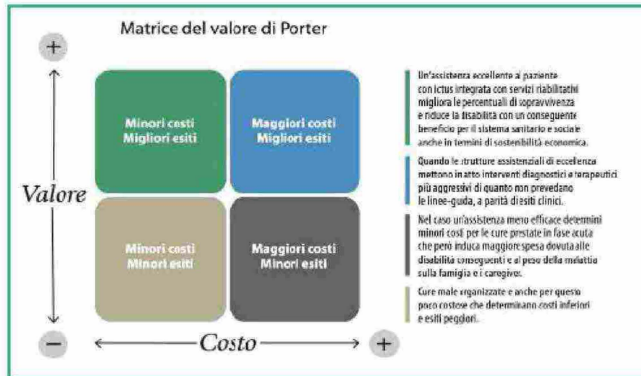 Matrice del valore di Porter
+
Minori costi
Migliori esiti
Maggiori costi
Migliori esiti
Valore
Minori costi
Minori esiti
Maggiori costi
Minori esiti
−
Costo
+
Un'assistenza eccellente al paziente
con ictus integrata con servizi riabilitativi
migliora le percentuali di sopravvivenza
e riduce la disabilità con un conseguente
beneficio per il sistema sanitario e sociale
anche in termini di sostenibilità economica.
Quando le strutture assistenziali di eccellenza
mettono in atto interventi diagnostici e terapeutici
più aggressivi di quanto non prevedano
le linee-guida, a parità di esiti clinici.
Nel caso un'assistenza meno efficace determini
minori costi per le cure prestate in fase acuta
che però induca maggiore spesa dovuta alle
disabilità conseguenti e al peso della malattia
sulla famiglia e i caregiver.
Cure male organizzate e anche per questo
poco costose che determinano costi inferiori
e esiti peggiori.